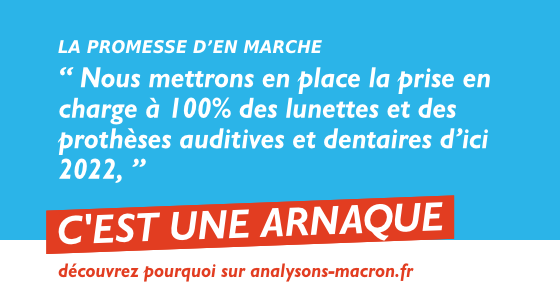 LA PROMESSE D'EN MARCHE
“ Nous mettrons en place la prise en
charge à 100% des lunettes et des
prothèses auditives et dentaires d’ici
2022, ”
C'EST UNE ARNAQUE
découvrez pourquoi sur analysons-macron.fr